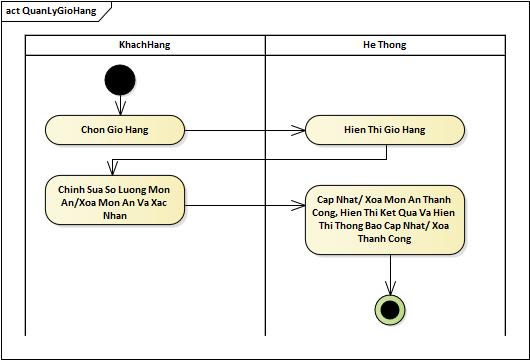 act QuanLyGioHang
KhachHang
He Thong
Chon Gio Hang
Hien Thi Gio Hang
Chinh Sua So Luong Mon
An/Xoa Mon An Va Xac
Nhan
Cap Nhat/ Xoa Mon An Thanh
Cong, Hien Thi Ket Qua Va Hien
Thi Thong Bao Cap Nhat/ Xoa
Thanh Cong